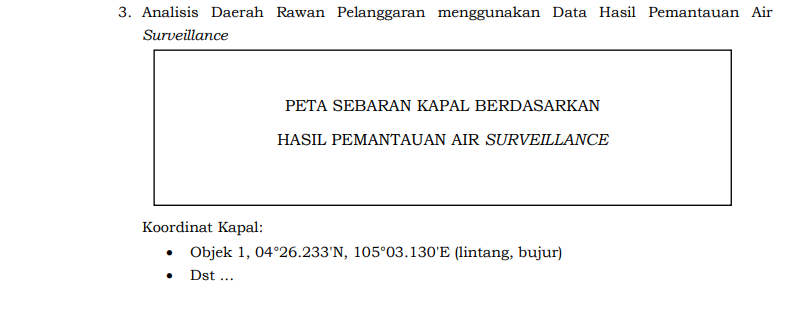 3. Analisis Daerah Rawan Pelanggaran menggunakan Data Hasil Pemantauan Air
Surveillance
PETA SEBARAN KAPAL BERDASARKAN
HASIL PEMANTAUAN AIR SURVEILLANCE
Koordinat Kapal:
• Objek 1, 04°26.233'N, 105°03.130'E (lintang, bujur)
• Dst ...